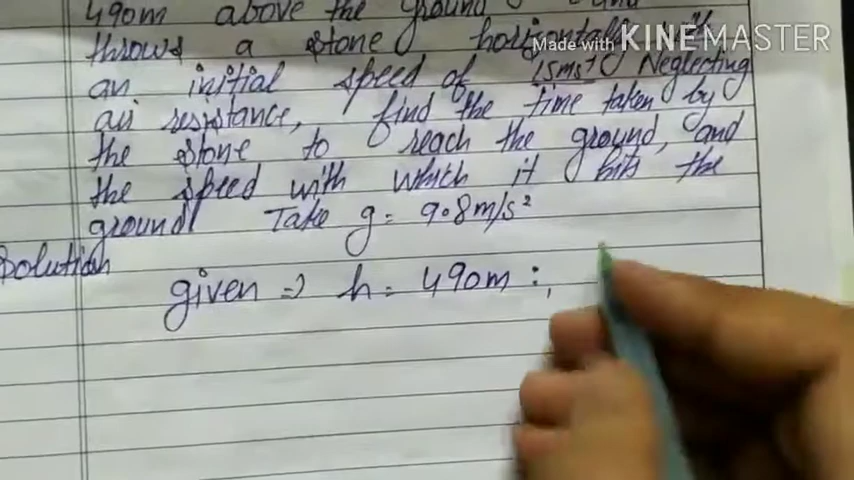 490m above the ground and
throws a stone horizontally with
an initial speed of 15ms⁻¹ Neglecting
air resistance, find the time taken by
the stone to reach the ground, and
the speed with which it hits the
ground Take g = 9.8m/s²
Solution
given => h = 490m ;,
Made with KINEMASTER